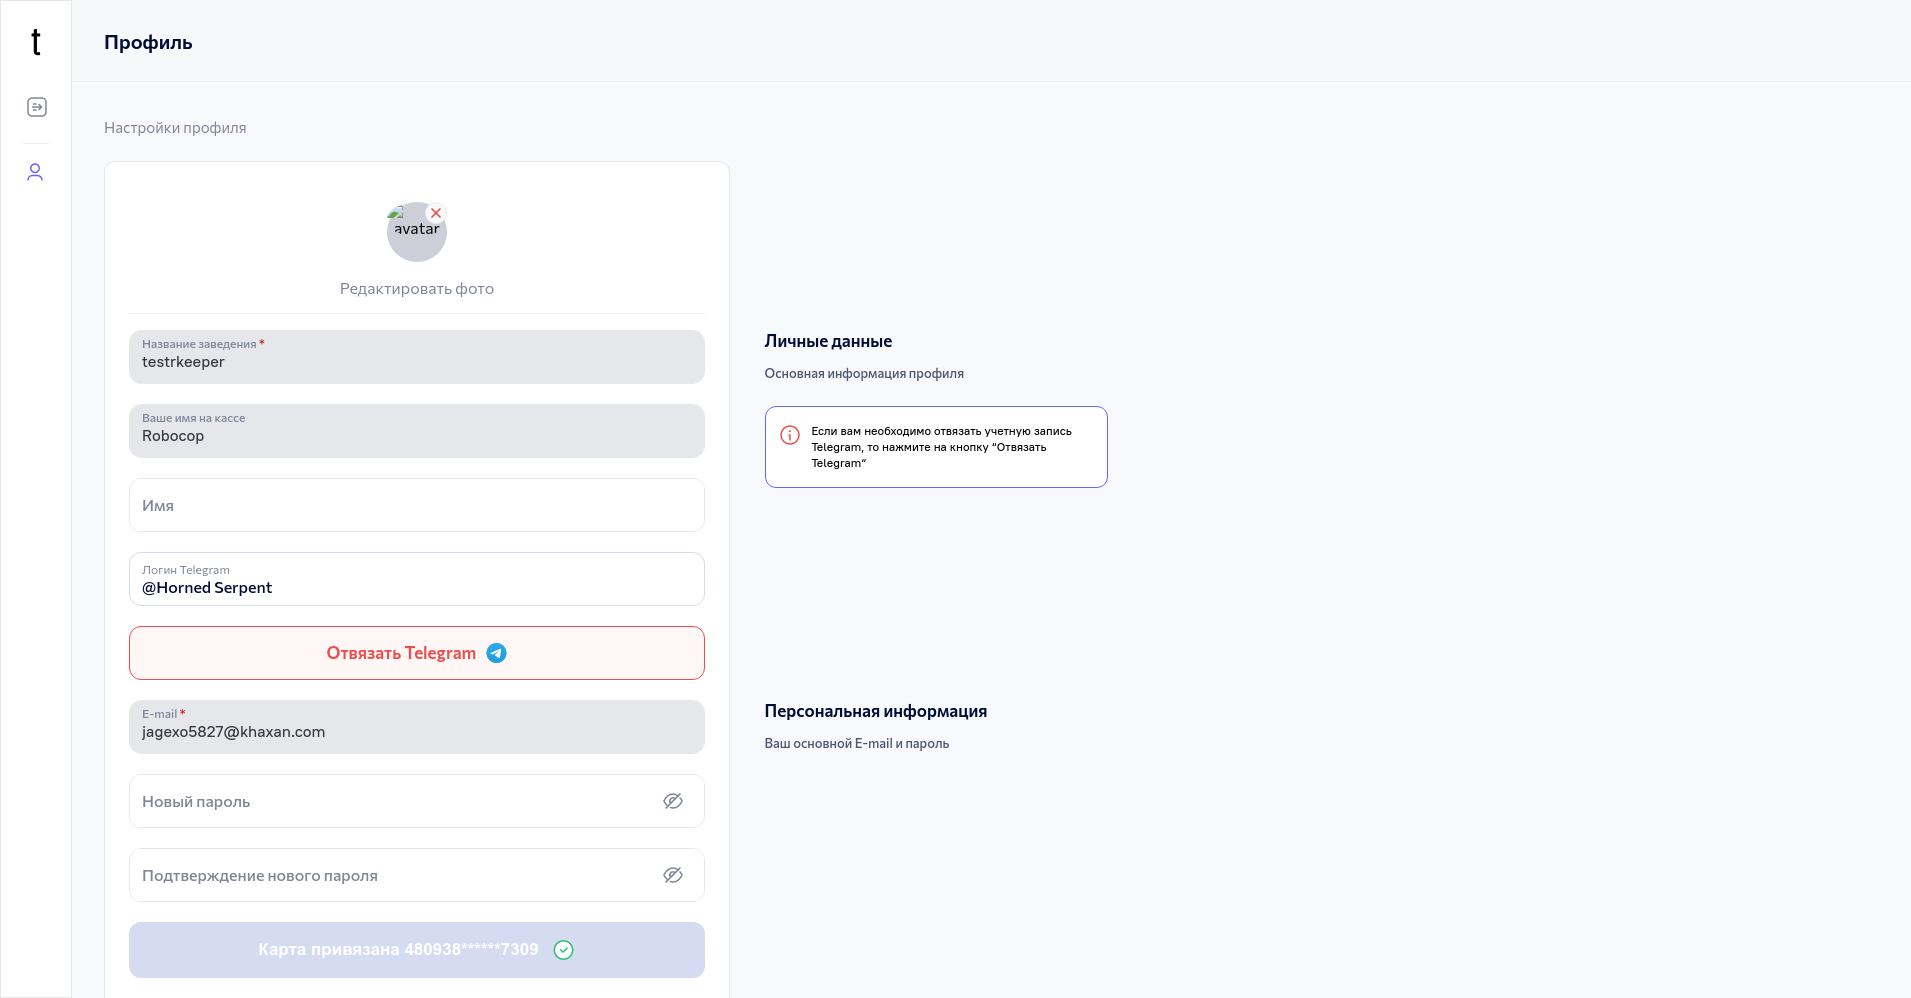 t
Профиль
Настройки профиля
avatar
Редактировать фото
Название заведения *
testrkeeper
Ваше имя на кассе
Robocop
Имя
Логин Telegram
@Horned Serpent
Отвязать Telegram
E-mail *
jagexo5827@khaxan.com
Новый пароль
Подтверждение нового пароля
Карта привязана 480938******7309
Личные данные
Основная информация профиля
Если вам необходимо отвязать учетную запись
Telegram, то нажмите на кнопку “Отвязать
Telegram“
Персональная информация
Ваш основной E-mail и пароль